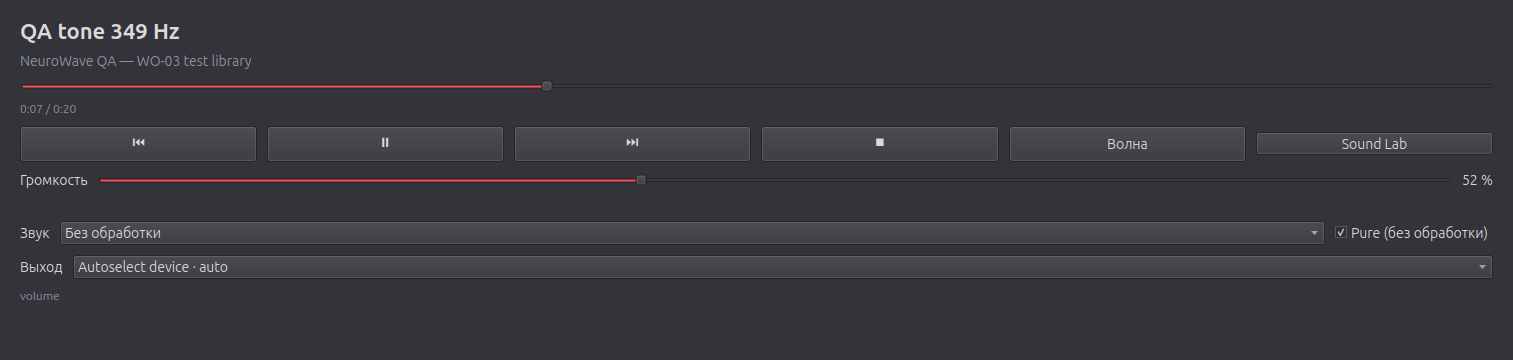 QA tone 349 Hz
NeuroWave QA — WO-03 test library
0:07 / 0:20
Волна Sound Lab
Громкость 52 %
Звук Без обработки Pure (без обработки)
Выход Autoselect device · auto
volume